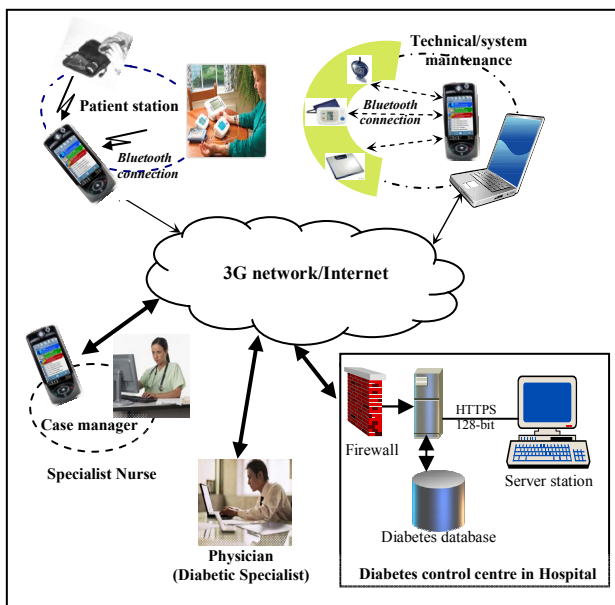 Technical/system
maintenance
Patient station
Bluetooth
connection
Bluetooth
connection
3G network/Internet
Case manager
Specialist Nurse
Physician
(Diabetic Specialist)
Firewall
HTTPS
128-bit
Server station
Diabetes database
Diabetes control centre in Hospital